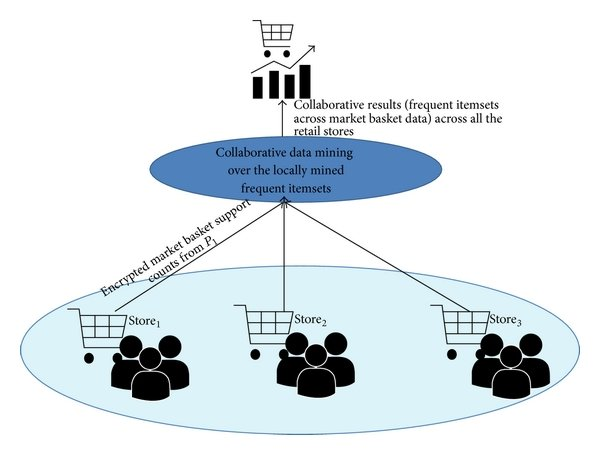 Collaborative results (frequent itemsets
across market basket data) across all the
retail stores
Collaborative data mining
over the locally mined
frequent itemsets
Encrypted market basket support
counts from P1
Store1
Store2
Store3